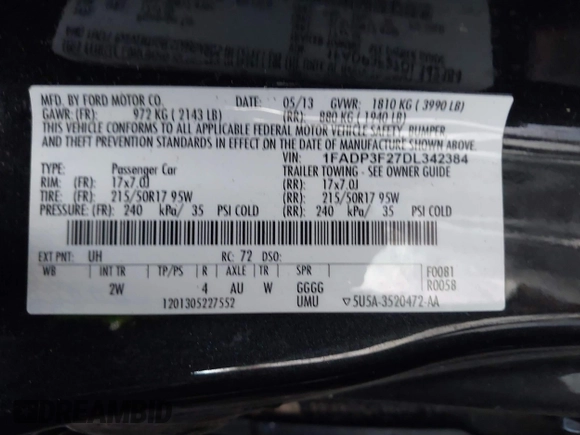 MFD. BY FORD MOTOR CO.
DATE: 05/13 GVWR: 1810 KG ( 3990 LB)
GAWR: (FR): 972 KG ( 2143 LB) (RR): 880 KG ( 1940 LB)
THIS VEHICLE CONFORMS TO ALL APPLICABLE FEDERAL MOTOR VEHICLE SAFETY, BUMPER,
AND THEFT PREVENTION STANDARDS IN EFFECT ON THE DATE OF MANUFACTURE SHOWN ABOVE.
VIN: 1FADP3F27DL342384
TYPE: Passenger Car TRAILER TOWING - SEE OWNER GUIDE
RIM: (FR): 17x7.0J (RR): 17x7.0J
TIRE: (FR): 215/50R17 95W (RR): 215/50R17 95W
PRESSURE: (FR): 240 kPa/ 35 PSI COLD (RR): 240 kPa/ 35 PSI COLD
EXT PNT: UH RC: 72 DSO:
WB INT TR TP/PS R AXLE TR SPR F0081
2W 4 AU W GGGG R0058
1201305227552 UMU 5U5A-3520472-AA
DREAMBID